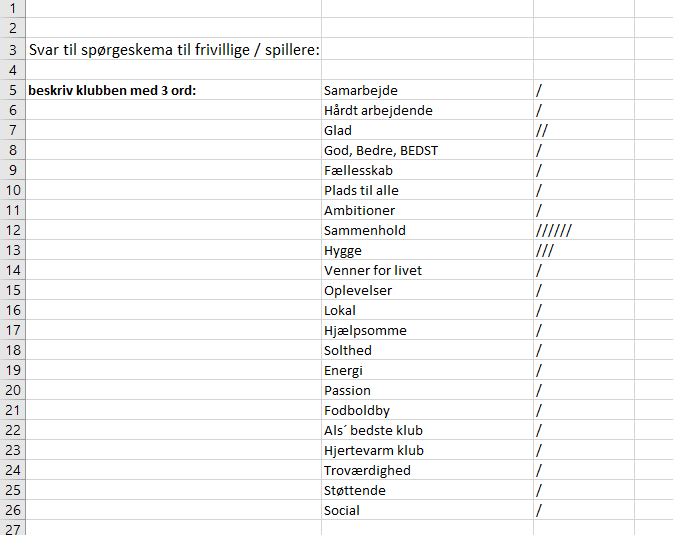 1
2
3 Svar til spørgeskema til frivillige / spillere:
4
5 beskriv klubben med 3 ord: Samarbejde /
6 Hårdt arbejdende /
7 Glad //
8 God, Bedre, BEDST /
9 Fællesskab /
10 Plads til alle /
11 Ambitioner /
12 Sammenhold //////
13 Hygge ///
14 Venner for livet /
15 Oplevelser /
16 Lokal /
17 Hjælpsomme /
18 Solthed /
19 Energi /
20 Passion /
21 Fodboldby /
22 Als´ bedste klub /
23 Hjertevarm klub /
24 Troværdighed /
25 Støttende /
26 Social /
27